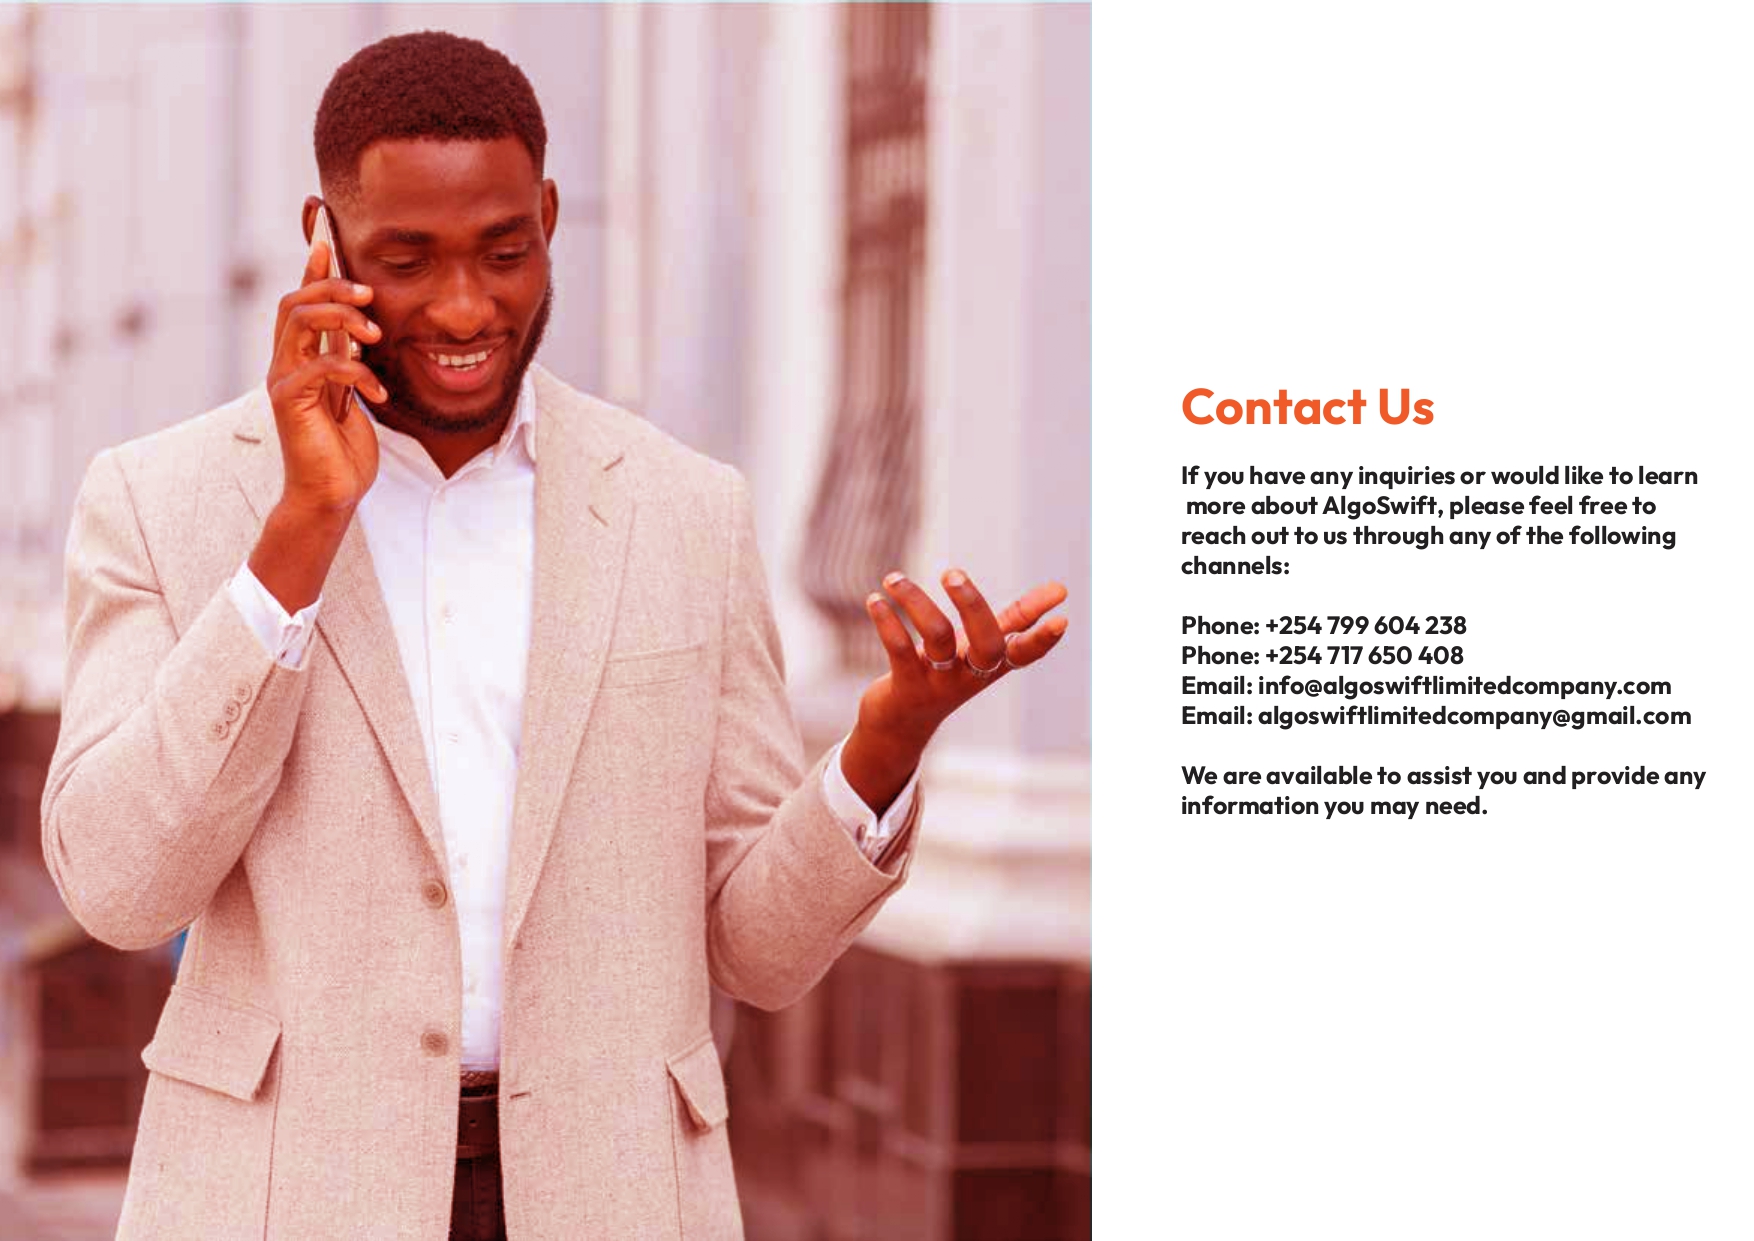 Contact Us
If you have any inquiries or would like to learn
more about AlgoSwift, please feel free to
reach out to us through any of the following
channels:
Phone: +254 799 604 238
Phone: +254 717 650 408
Email: info@algoswiftlimitedcompany.com
Email: algoswiftlimitedcompany@gmail.com
We are available to assist you and provide any
information you may need.